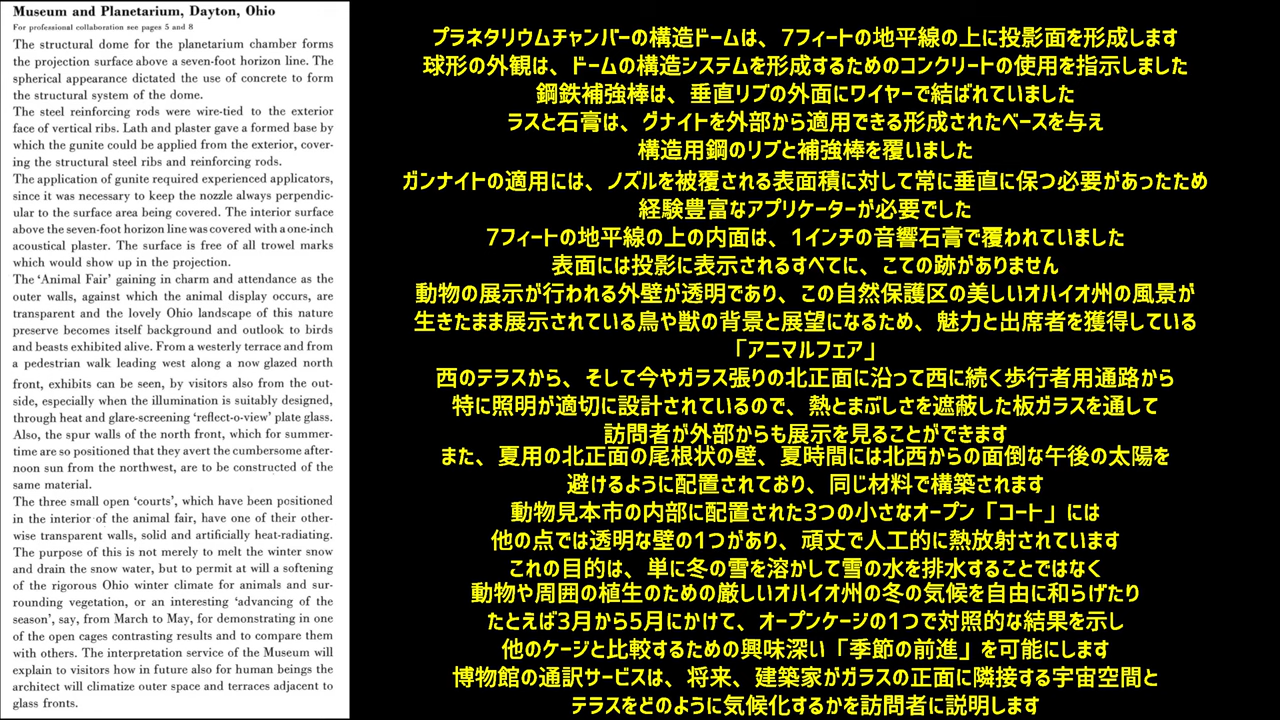 Museum and Planetarium, Dayton, Ohio
For professional collaboration see pages 5 and 8
The structural dome for the planetarium chamber forms
the projection surface above a seven-foot horizon line. The
spherical appearance dictated the use of concrete to form
the structural system of the dome.
The steel reinforcing rods were wire-tied to the exterior
face of vertical ribs. Lath and plaster gave a formed base by
which the gunite could be applied from the exterior, cover-
ing the structural steel ribs and reinforcing rods.
The application of gunite required experienced applicators,
since it was necessary to keep the nozzle always perpendic-
ular to the surface area being covered. The interior surface
above the seven-foot horizon line was covered with a one-inch
acoustical plaster. The surface is free of all trowel marks
which would show up in the projection.
The 'Animal Fair' gaining in charm and attendance as the
outer walls, against which the animal display occurs, are
transparent and the lovely Ohio landscape of this nature
preserve becomes itself background and outlook to birds
and beasts exhibited alive. From a westerly terrace and from
a pedestrian walk leading west along a now glazed north
front, exhibits can be seen, by visitors also from the out-
side, especially when the illumination is suitably designed,
through heat and glare-screening 'reflect-o-view' plate glass.
Also, the spur walls of the north front, which for summer-
time are so positioned that they avert the cumbersome after-
noon sun from the northwest, are to be constructed of the
same material.
The three small open 'courts', which have been positioned
in the interior of the animal fair, have one of their other-
wise transparent walls, solid and artificially heat-radiating.
The purpose of this is not merely to melt the winter snow
and drain the snow water, but to permit at will a softening
of the rigorous Ohio winter climate for animals and sur-
rounding vegetation, or an interesting 'advancing of the
season', say, from March to May, for demonstrating in one
of the open cages contrasting results and to compare them
with others. The interpretation service of the Museum will
explain to visitors how in future also for human beings the
architect will climatize outer space and terraces adjacent to
glass fronts.
プラネタリウムチャンバーの構造ドームは、7フィートの地平線の上に投影面を形成します
球形の外観は、ドームの構造システムを形成するためのコンクリートの使用を指示しました
鋼鉄補強棒は、垂直リブの外面にワイヤーで結ばれていました
ラスと石膏は、グナイトを外部から適用できる形成されたベースを与え
構造用鋼のリブと補強棒を覆いました
ガンナイトの適用には、ノズルを被覆される表面積に対して常に垂直に保つ必要があったため
経験豊富なアプリケーターが必要でした
7フィートの地平線の上の内面は、1インチの音響石膏で覆われていました
表面には投影に表示されるすべてに、こての跡がありません
動物の展示が行われる外壁が透明であり、この自然保護区の美しいオハイオ州の風景が
生きたまま展示されている鳥や獣の背景と展望になるため、魅力と出席者を獲得している
「アニマルフェア」
西のテラスから、そして今やガラス張りの北正面に沿って西に続く歩行者用通路から
特に照明が適切に設計されているので、熱とまぶしさを遮蔽した板ガラスを通して
訪問者が外部からも展示を見ることができます
また、夏用の北正面の尾根状の壁、夏時間には北西からの面倒な午後の太陽を
避けるように配置されており、同じ材料で構築されます
動物見本市の内部に配置された3つの小さなオープン「コート」には
他の点では透明な壁の1つがあり、頑丈で人工的に熱放射されています
これの目的は、単に冬の雪を溶かして雪の水を排水することではなく
動物や周囲の植生のための厳しいオハイオ州の冬の気候を自由に和らげたり
たとえば3月から5月にかけて、オープンケージの1つで対照的な結果を示し
他のケージと比較するための興味深い「季節の前進」を可能にします
博物館の通訳サービスは、将来、建築家がガラスの正面に隣接する宇宙空間と
テラスをどのように気候化するかを訪問者に説明します